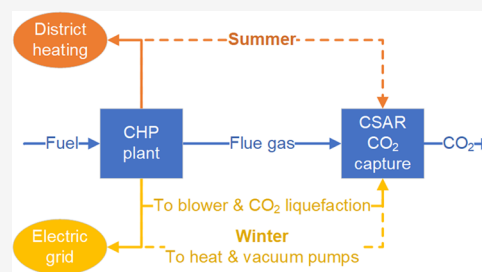 District
heating
Summer
Fuel
CHP
plant
Flue gas
CSAR
CO₂
capture
CO₂
To blower & CO₂ liquefaction
Electric
grid
Winter
To heat & vacuum pumps